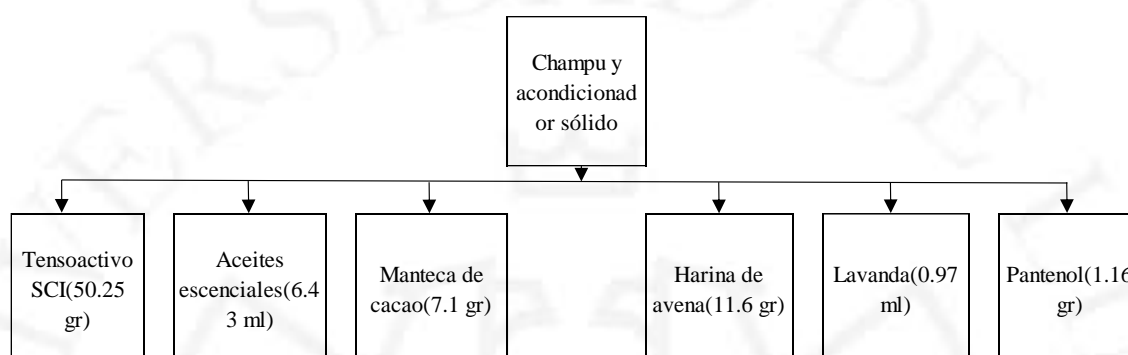 Champu y
acondicionad
or sólido
Tensoactivo
SCI(50.25
gr)
Aceites
escenciales(6.4
3 ml)
Manteca de
cacao(7.1 gr)
Harina de
avena(11.6 gr)
Lavanda(0.97
ml)
Pantenol(1.16
gr)